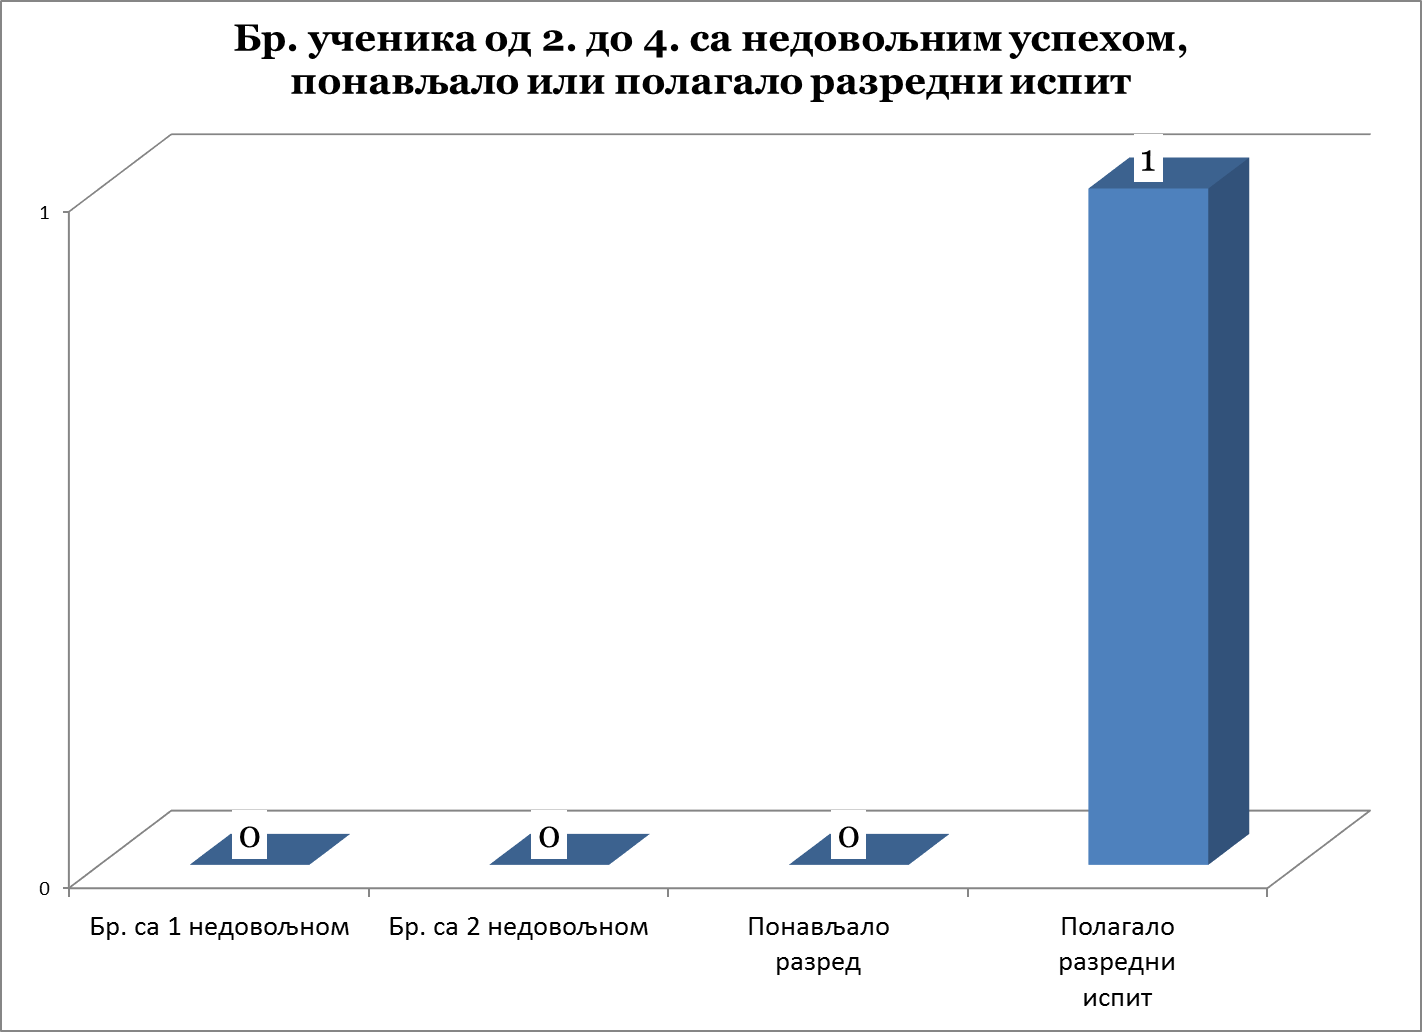 Бр. ученика од 2. до 4. са недовољним успехом,
понављало или полагало разредни испит
1
1
0
0
0
0
Бр. са 1 недовољном
Бр. са 2 недовољном
Понављало
разред
Полагало
разредни
испит